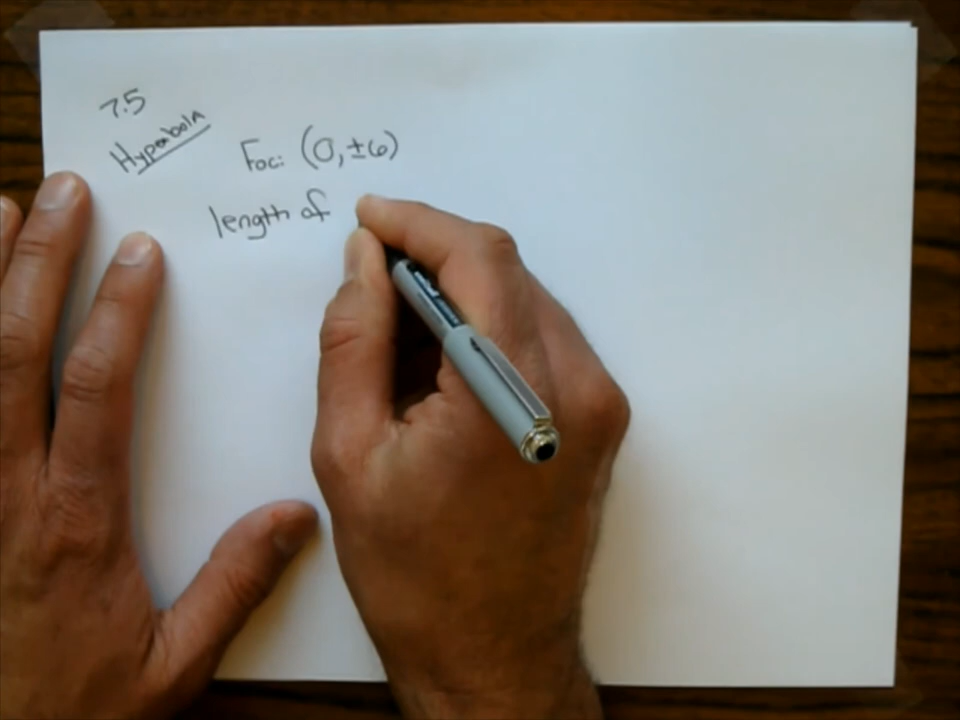 7.5
Hyperbola
Foci (0, ±6)
length of